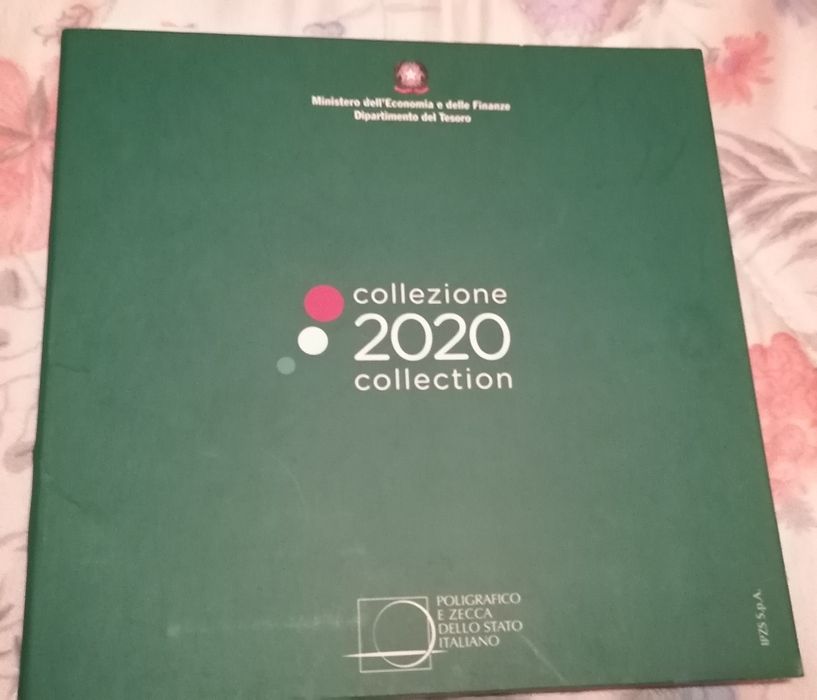 Ministero dell'Economia e delle Finanze
Dipartimento del Tesoro
collezione
2020
collection
POLIGRAFICO
E ZECCA
DELLO STATO
ITALIANO
IPZS S.p.A.